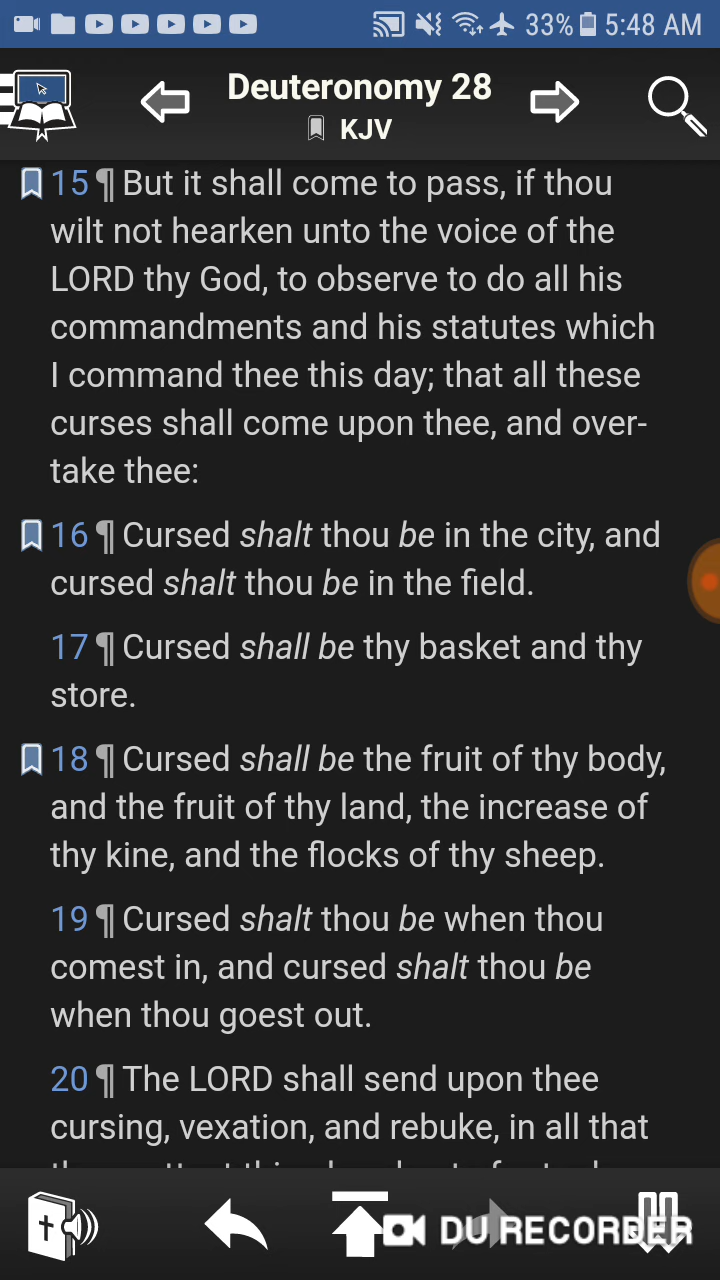 33% 5:48 AM
Deuteronomy 28
KJV
15 ¶ But it shall come to pass, if thou
wilt not hearken unto the voice of the
LORD thy God, to observe to do all his
commandments and his statutes which
I command thee this day; that all these
curses shall come upon thee, and over-
take thee:
16 ¶ Cursed shalt thou be in the city, and
cursed shalt thou be in the field.
17 ¶ Cursed shall be thy basket and thy
store.
18 ¶ Cursed shall be the fruit of thy body,
and the fruit of thy land, the increase of
thy kine, and the flocks of thy sheep.
19 ¶ Cursed shalt thou be when thou
comest in, and cursed shalt thou be
when thou goest out.
20 ¶ The LORD shall send upon thee
cursing, vexation, and rebuke, in all that
DU RECORDER